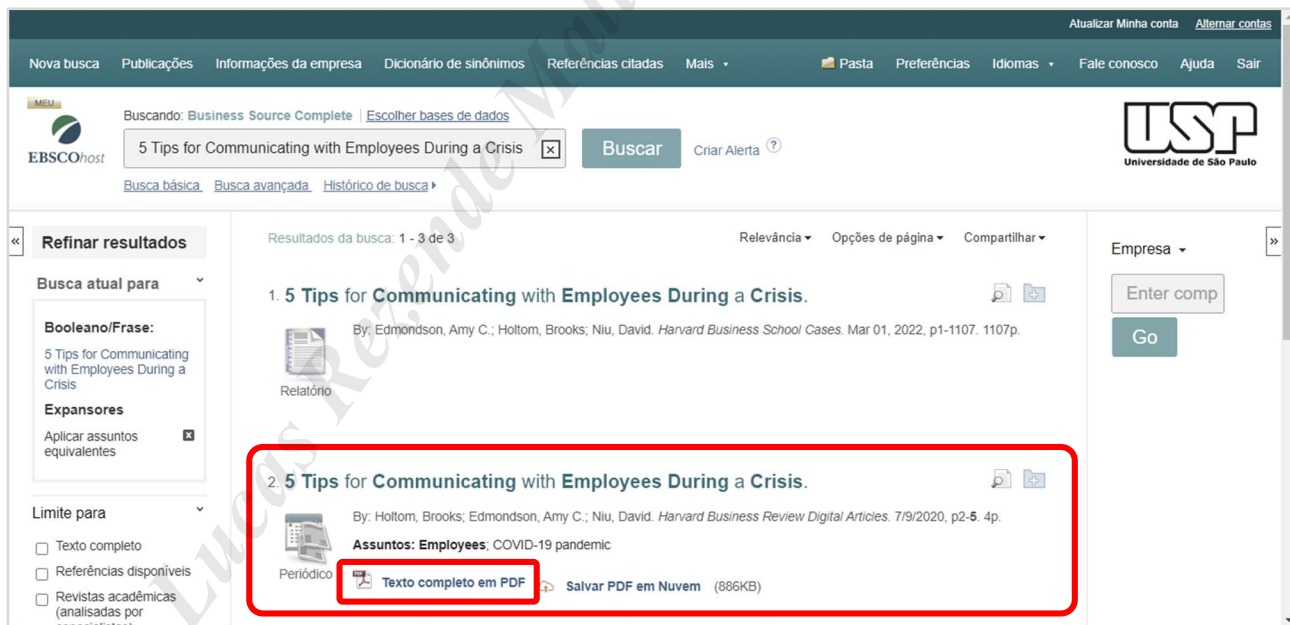 Atualizar Minha conta Alternar contas
Nova busca Publicações Informações da empresa Dicionário de sinônimos Referências citadas Mais Pasta Preferências Idiomas Fale conosco Ajuda Sair
MEU
EBSCOhost
Buscando: Business Source Complete | Escolher bases de dados
5 Tips for Communicating with Employees During a Crisis
Buscar
Criar Alerta ?
Busca básica Busca avançada Histórico de busca
USP
Universidade de São Paulo
«
Refinar resultados
Busca atual para
Booleano/Frase:
5 Tips for Communicating
with Employees During a
Crisis
Expansores
Aplicar assuntos
equivalentes
Limite para
Texto completo
Referências disponíveis
Revistas acadêmicas
(analisadas por
Resultados da busca: 1 - 3 de 3
Relevância Opções de página Compartilhar
1. 5 Tips for Communicating with Employees During a Crisis.
By: Edmondson, Amy C.; Holtom, Brooks; Niu, David. Harvard Business School Cases. Mar 01, 2022, p1-1107. 1107p.
Relatório
2. 5 Tips for Communicating with Employees During a Crisis.
By: Holtom, Brooks; Edmondson, Amy C.; Niu, David. Harvard Business Review Digital Articles. 7/9/2020, p2-5. 4p.
Assuntos: Employees; COVID-19 pandemic
Periódico
Texto completo em PDF Salvar PDF em Nuvem (886KB)
Empresa
»
Enter comp
Go
Lucas Rezende